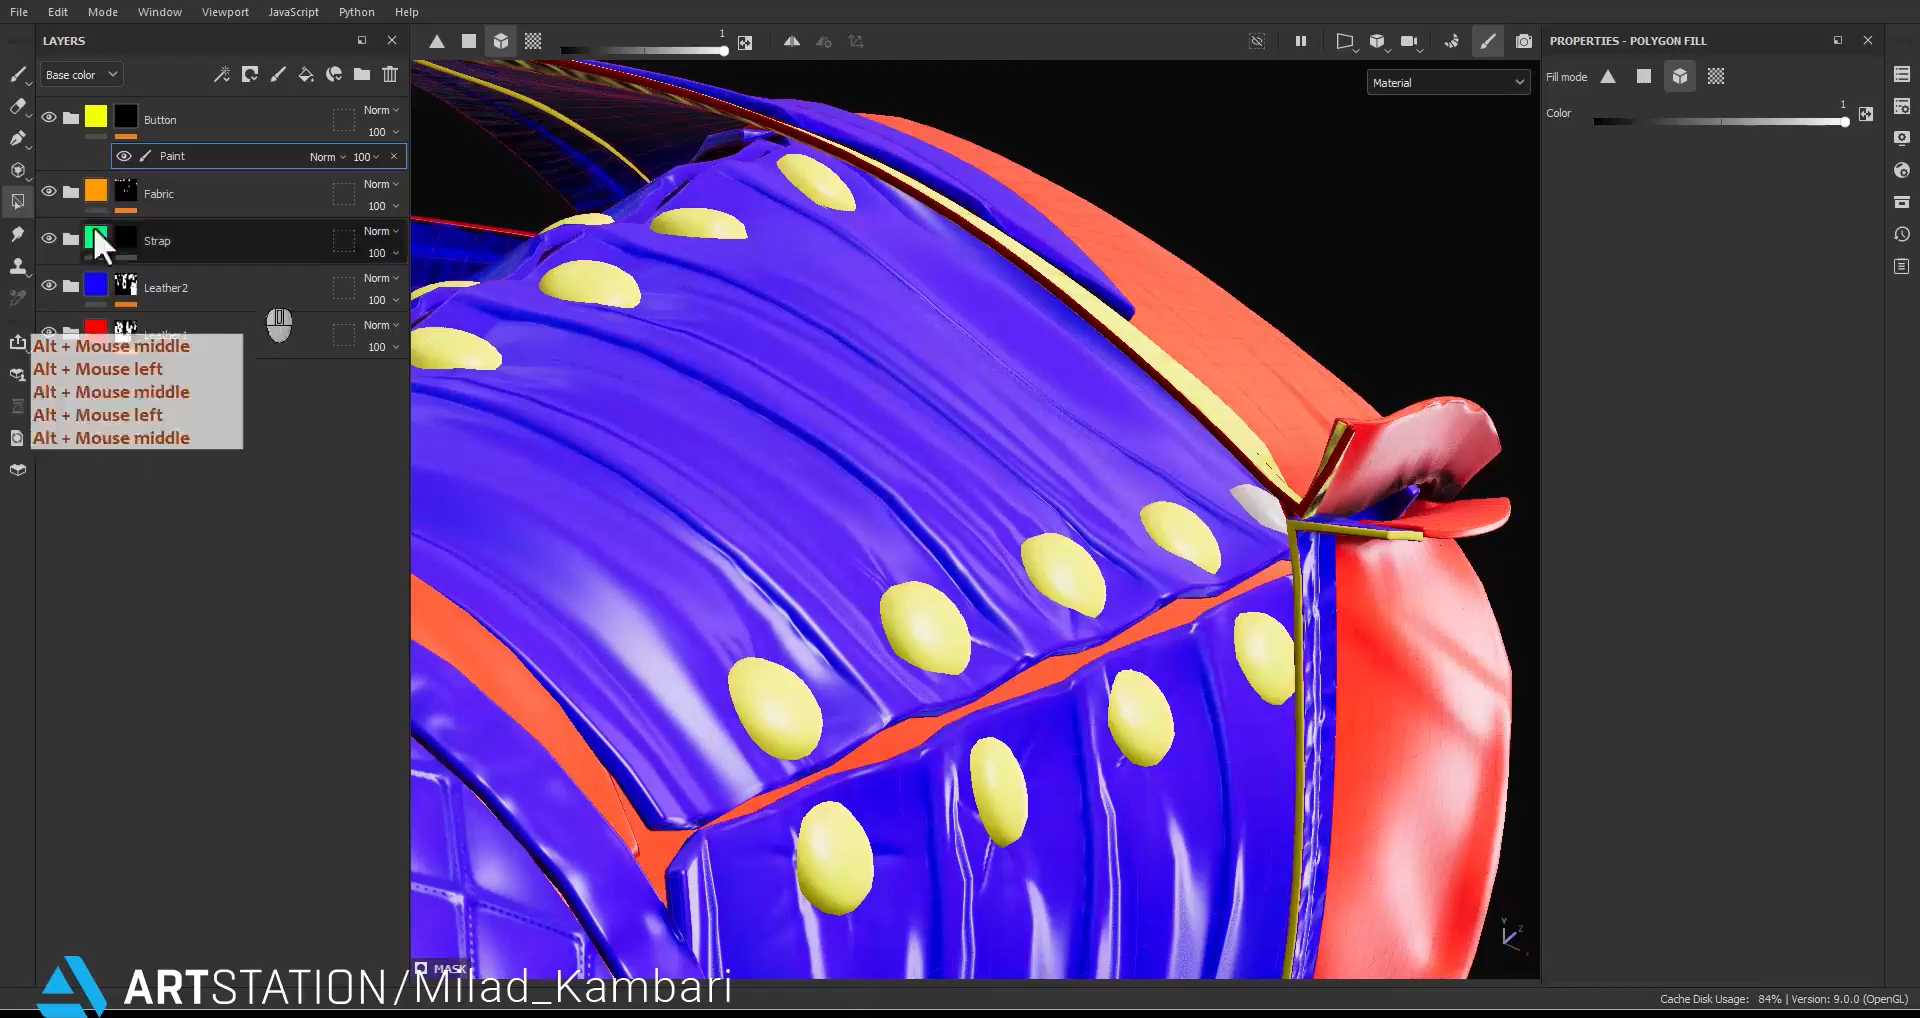 File Edit Mode Window Viewport JavaScript Python Help
LAYERS
PROPERTIES - POLYGON FILL
1
Base color
Material
Fill mode
Color
1
Button
Norm
100
Paint
Norm
100
Fabric
Norm
100
Strap
Norm
100
Leather2
Norm
100
Leather1
Norm
100
Alt + Mouse middle
Alt + Mouse left
Alt + Mouse middle
Alt + Mouse left
Alt + Mouse middle
Y
Z
MASK
ARTSTATION/Milad_Kambari
Cache Disk Usage: 84% | Version: 9.0.0 (OpenGL)